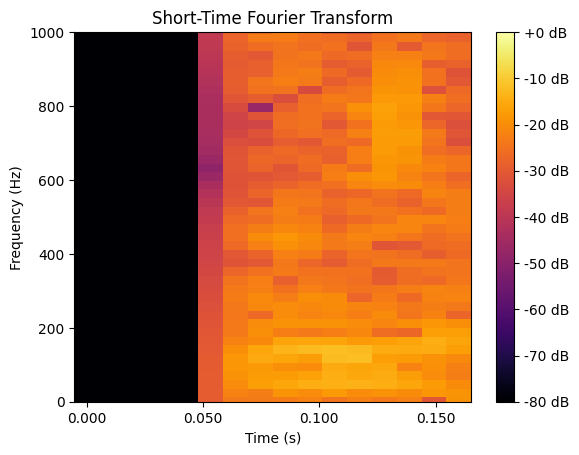 Short-Time Fourier Transform
1000
800
600
400
200
0
Frequency (Hz)
0.000
0.050
0.100
0.150
Time (s)
+0 dB
-10 dB
-20 dB
-30 dB
-40 dB
-50 dB
-60 dB
-70 dB
-80 dB